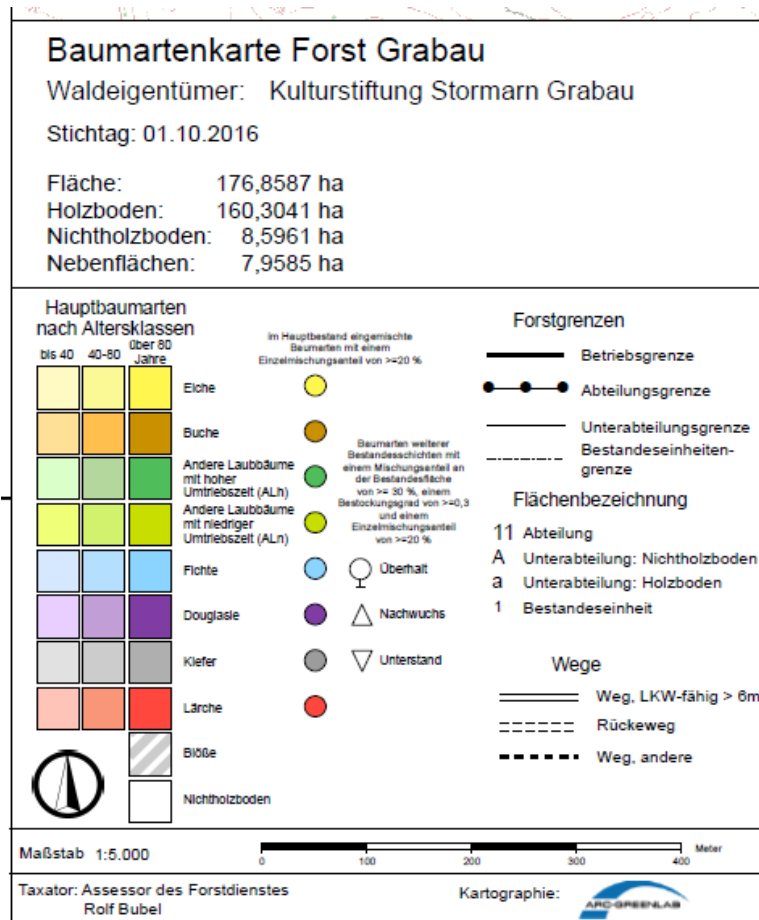 Baumartenkarte Forst Grabau
Waldeigentümer: Kulturstiftung Stormarn Grabau
Stichtag: 01.10.2016
Fläche: 176,8587 ha
Holzboden: 160,3041 ha
Nichtholzboden: 8,5961 ha
Nebenflächen: 7,9585 ha
Hauptbaumarten
nach Altersklassen
bis 40 40-80 über 80
Jahre
Eiche
Buche
Andere Laubbäume
mit hoher
Umtriebszeit (ALh)
Andere Laubbäume
mit niedriger
Umtriebszeit (ALn)
Fichte
Douglasie
Kiefer
Lärche
Blöße
Nichtholzboden
im Hauptbestand eingemischte
Baumarten mit einem
Einzelmischungsanteil von >=20 %
Baumarten weiterer
Bestandesschichten mit
einem Mischungsanteil an
der Bestandesfläche
von >= 30 %, einem
Bestockungsgrad von >=0,3
und einem
Einzelmischungsanteil
von >=20 %
Überhalt
Nachwuchs
Unterstand
Forstgrenzen
Betriebsgrenze
Abteilungsgrenze
Unterabteilungsgrenze
Bestandeseinheiten-
grenze
Flächenbezeichnung
11 Abteilung
A Unterabteilung: Nichtholzboden
a Unterabteilung: Holzboden
1 Bestandeseinheit
Wege
Weg, LKW-fähig > 6m
Rückeweg
Weg, andere
Maßstab 1:5.000
0 100 200 300 400 Meter
Taxator: Assessor des Forstdienstes
Rolf Bubel
Kartographie:
ARC-GREENLAB